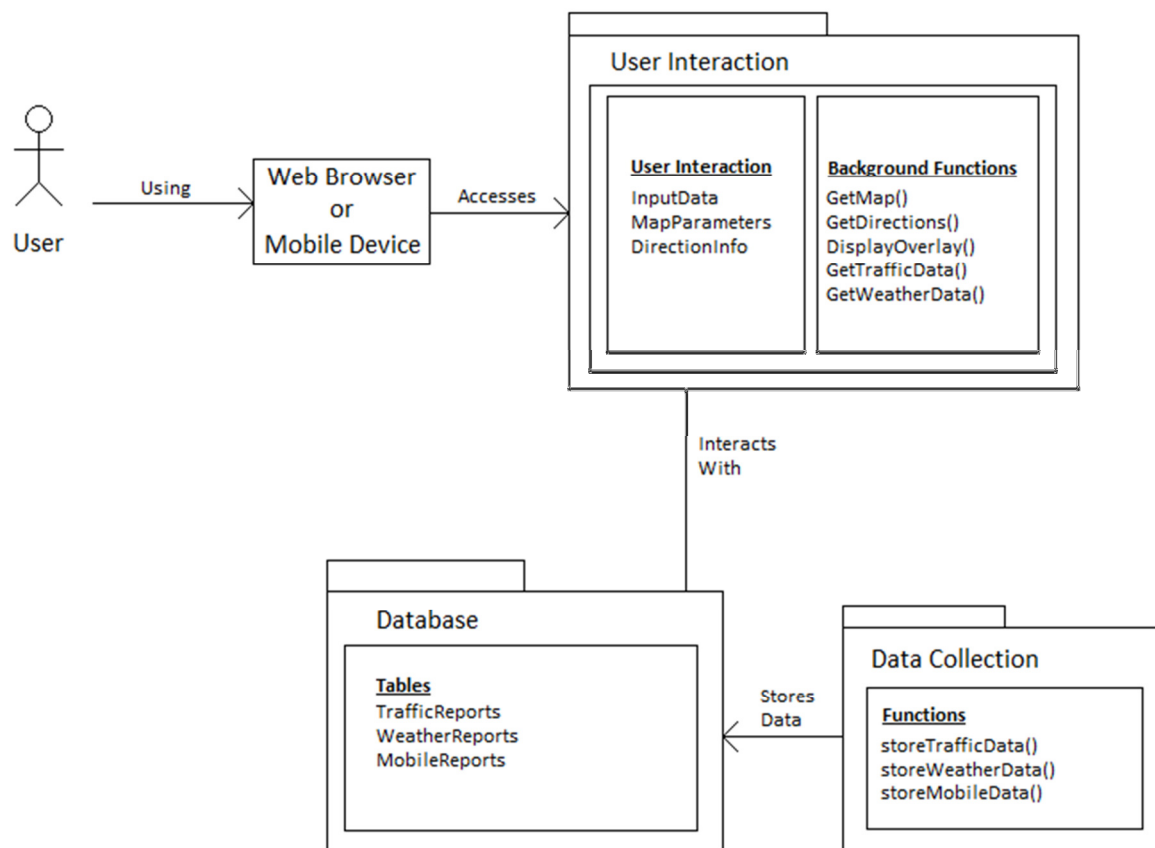 User Interaction
User Interaction
InputData
MapParameters
DirectionInfo
Background Functions
GetMap()
GetDirections()
DisplayOverlay()
GetTrafficData()
GetWeatherData()
User
Using
Web Browser
or
Mobile Device
Accesses
Interacts
With
Database
Tables
TrafficReports
WeatherReports
MobileReports
Stores
Data
Data Collection
Functions
storeTrafficData()
storeWeatherData()
storeMobileData()